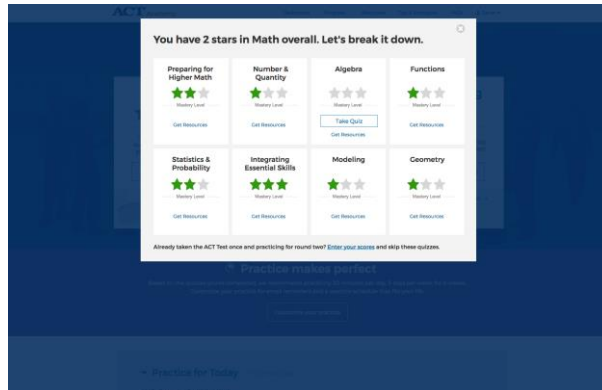 ACT
You have 2 stars in Math overall. Let's break it down.
Preparing for
Higher Math
Mastery Level
Get Resources
Number &
Quantity
Mastery Level
Get Resources
Algebra
Mastery Level
Take Quiz
Get Resources
Functions
Mastery Level
Get Resources
Statistics &
Probability
Mastery Level
Get Resources
Integrating
Essential Skills
Mastery Level
Get Resources
Modeling
Mastery Level
Get Resources
Geometry
Mastery Level
Get Resources
Already taken the ACT Test once and practicing for round two? Enter your scores and skip these quizzes.
Practice makes perfect
Practice for Today